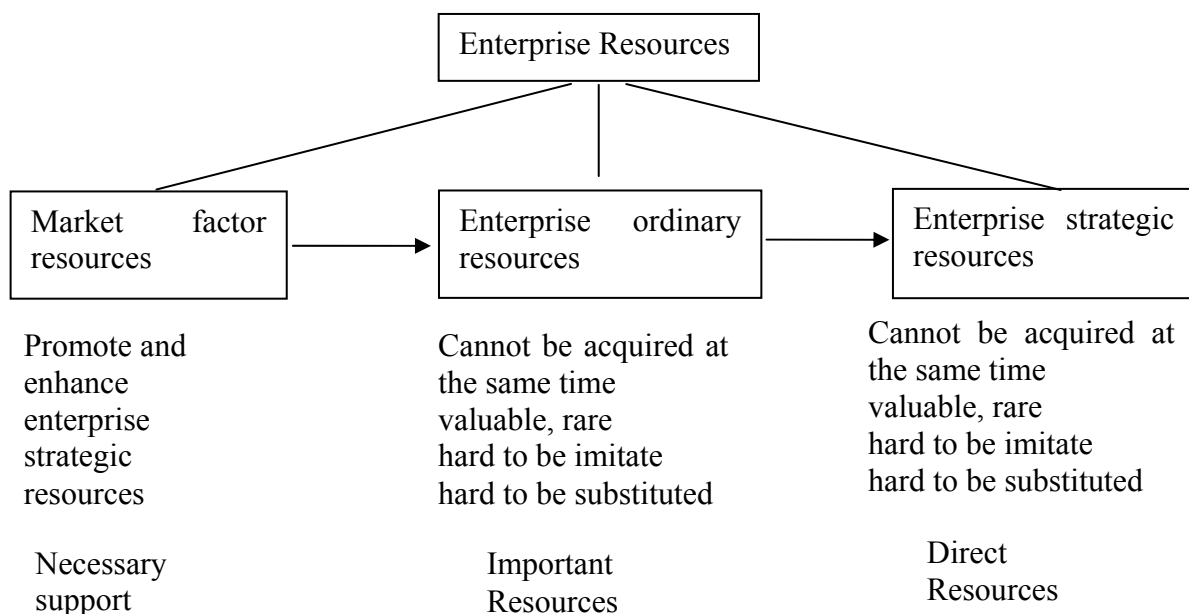 Enterprise Resources
Market factor
resources
Enterprise ordinary
resources
Enterprise strategic
resources
Promote and
enhance
enterprise
strategic
resources
Cannot be acquired at
the same time
valuable, rare
hard to be imitate
hard to be substituted
Cannot be acquired at
the same time
valuable, rare
hard to be imitate
hard to be substituted
Necessary
support
Important
Resources
Direct
Resources